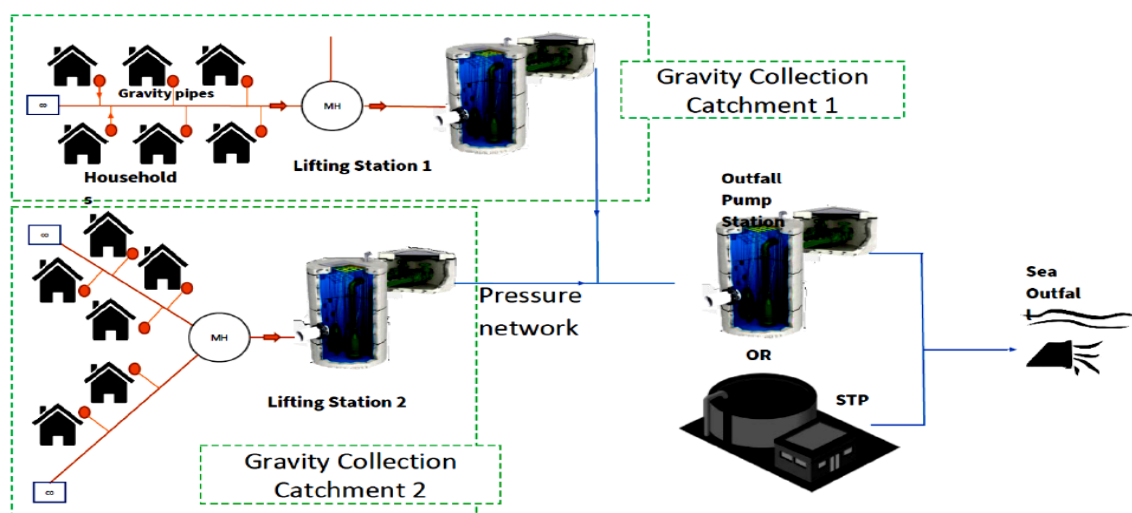 Gravity pipes
MH
Lifting Station 1
Household
s
Gravity Collection
Catchment 1
MH
Lifting Station 2
Gravity Collection
Catchment 2
Pressure
network
Outfall
Pump
Station
OR
STP
Sea
Outfal
l